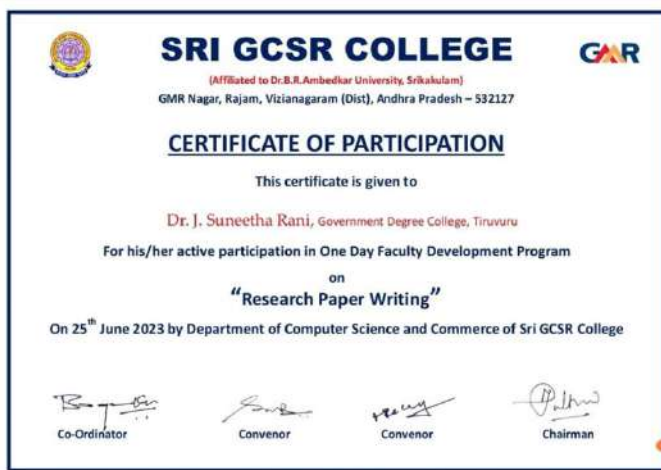 SRI GCSR COLLEGE
GMR
(Affiliated to Dr.B.R.Ambedkar University, Srikakulam)
GMR Nagar, Rajam, Vizianagaram (Dist), Andhra Pradesh – 532127
CERTIFICATE OF PARTICIPATION
This certificate is given to
Dr. J. Suneetha Rani, Government Degree College, Tiruvuru
For his/her active participation in One Day Faculty Development Program
on
“Research Paper Writing”
On 25th June 2023 by Department of Computer Science and Commerce of Sri GCSR College
Co-Ordinator Convenor Convenor Chairman